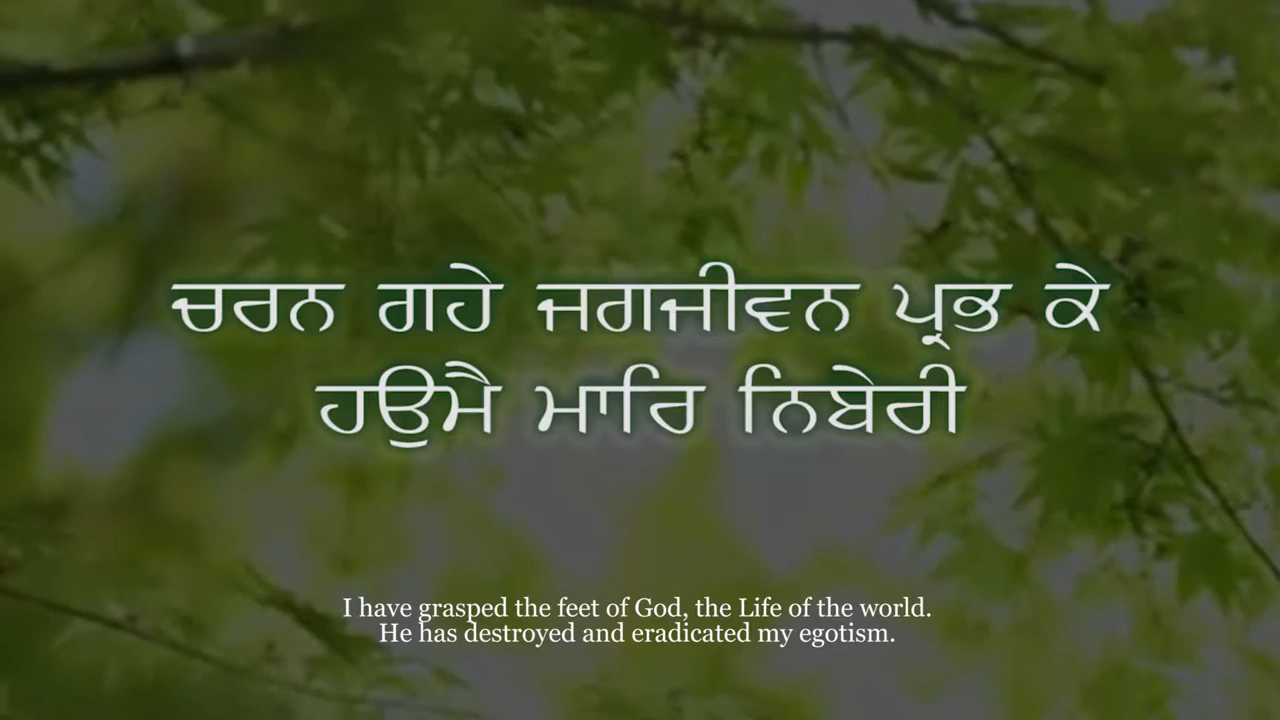 ਚਰਨ ਗਹੇ ਜਗਜੀਵਨ ਪ੍ਰਭ ਕੇ
ਹਉਮੈ ਮਾਰਿ ਨਿਬੇਰੀ
I have grasped the feet of God, the Life of the world.
He has destroyed and eradicated my egotism.